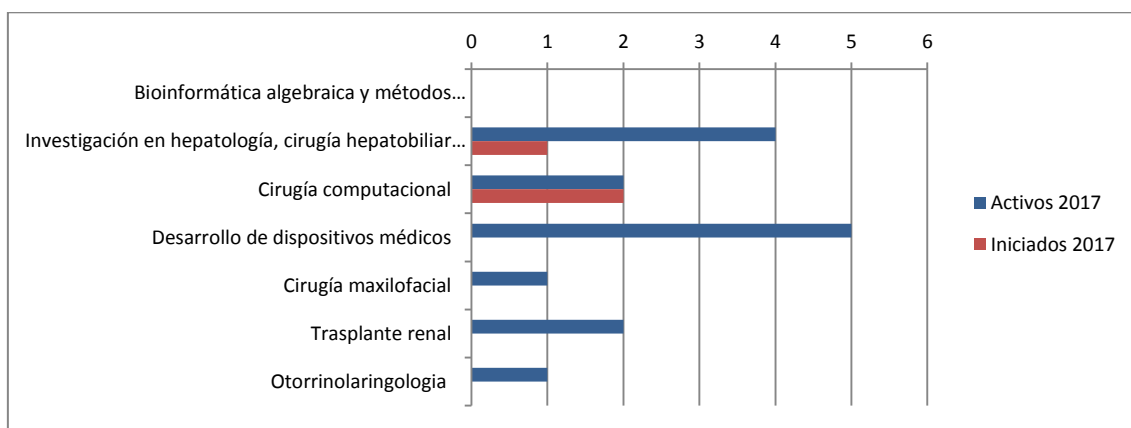 0 1 2 3 4 5 6
Bioinformática algebraica y métodos...
Investigación en hepatología, cirugía hepatobiliar...
Cirugía computacional
Desarrollo de dispositivos médicos
Cirugía maxilofacial
Trasplante renal
Otorrinolaringologia
Activos 2017
Iniciados 2017